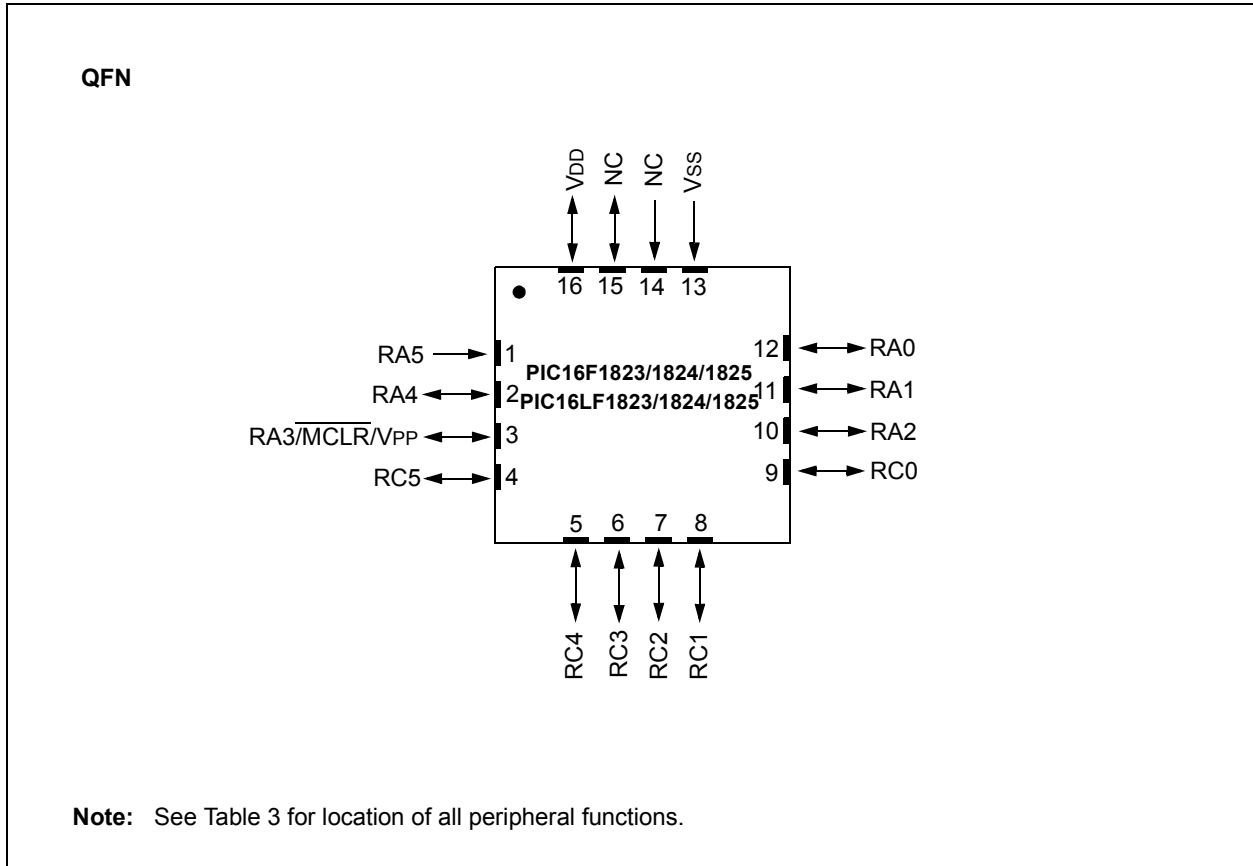 QFN
VDD
NC
NC
VSS
16
15
14
13
RA5
1
PIC16F1823/1824/1825
12
RA0
RA4
2
PIC16LF1823/1824/1825
11
RA1
RA3/MCLR/VPP
3
10
RA2
RC5
4
9
RC0
5
6
7
8
RC4
RC3
RC2
RC1
Note: See Table 3 for location of all peripheral functions.